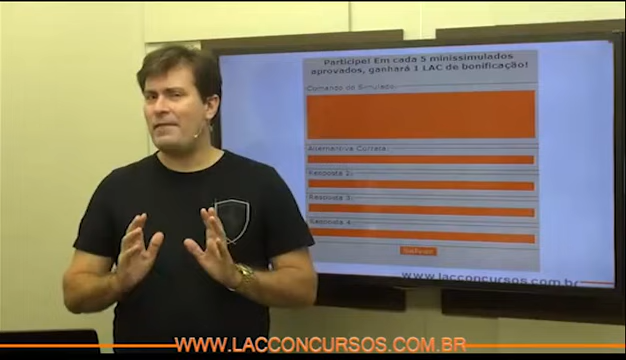 Participe! Em cada 5 minissimulados
aprovados, ganhará 1 LAC de bonificação!
Comando do Simulado:
Alternativa Correta:
Resposta 2:
Resposta 3:
Resposta 4:
www.lacconcursos.com.br
WWW.LACCONCURSOS.COM.BR